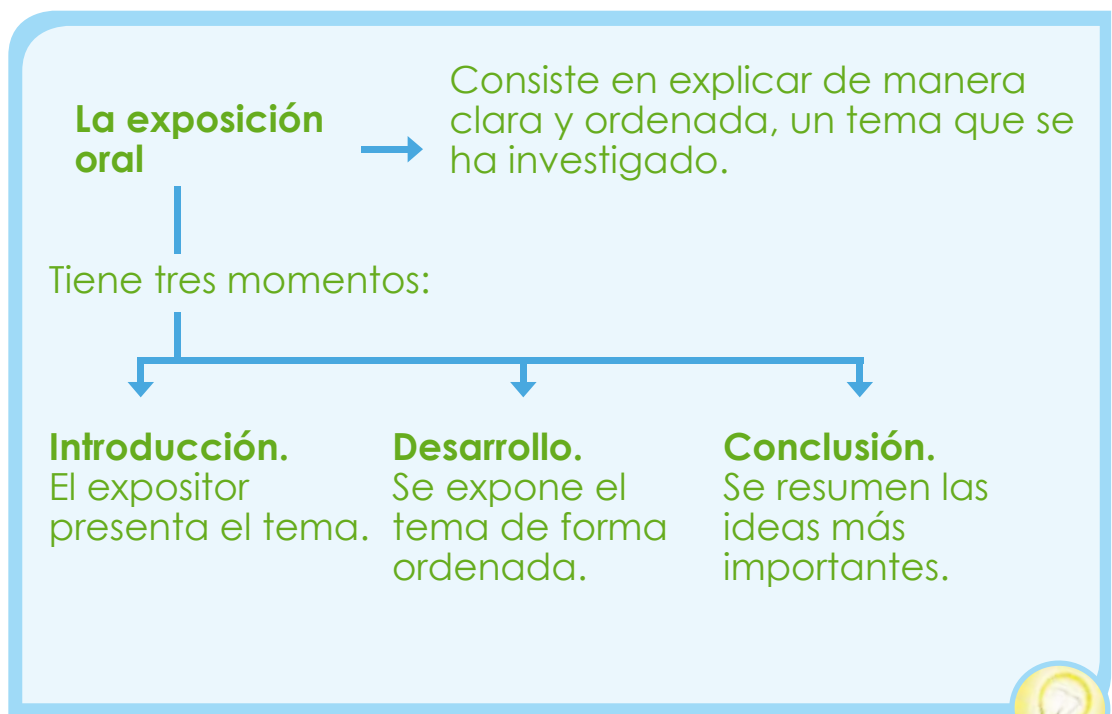 La exposición
oral
Consiste en explicar de manera
clara y ordenada, un tema que se
ha investigado.
Tiene tres momentos:
Introducción.
El expositor
presenta el tema.
Desarrollo.
Se expone el
tema de forma
ordenada.
Conclusión.
Se resumen las
ideas más
importantes.